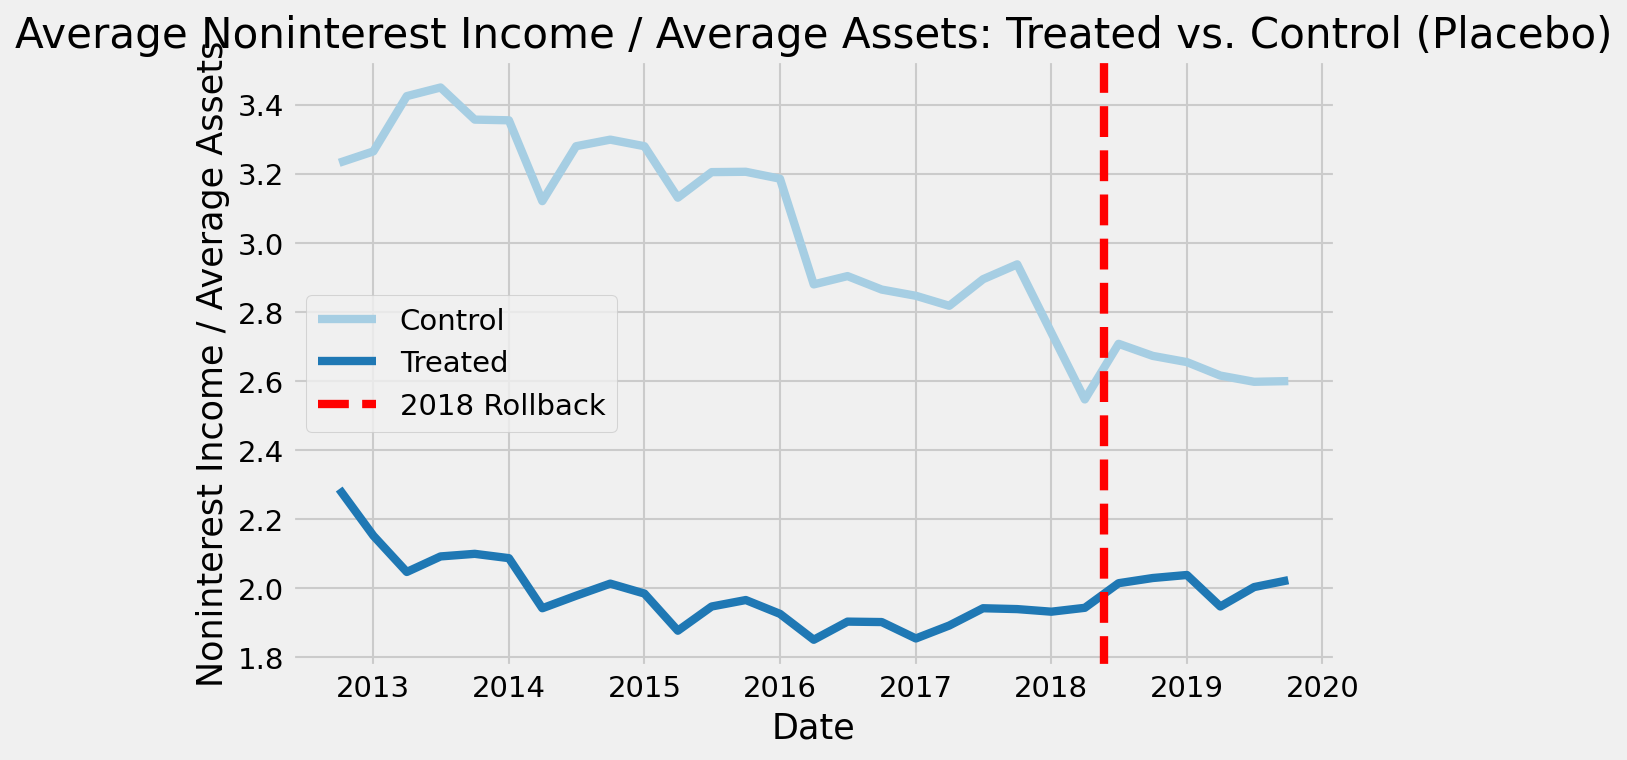 Average Noninterest Income / Average Assets: Treated vs. Control (Placebo)
Noninterest Income / Average Assets
3.4
3.2
3.0
2.8
2.6
2.4
2.2
2.0
1.8
Control
Treated
2018 Rollback
2013 2014 2015 2016 2017 2018 2019 2020
Date